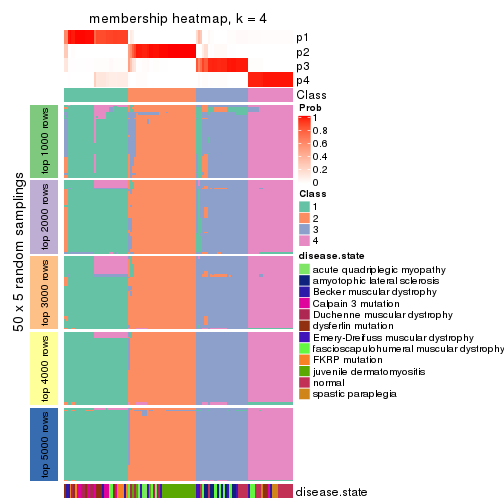 membership heatmap, k = 4
p1
p2
p3
p4
Class
50 x 5 random samplings
top 1000 rows
top 2000 rows
top 3000 rows
top 4000 rows
top 5000 rows
Prob
1
0.8
0.6
0.4
0.2
0
Class
1
2
3
4
disease.state
acute quadriplegic myopathy
amyotophic lateral sclerosis
Becker muscular dystrophy
Calpain 3 mutation
Duchenne muscular dystrophy
dysferlin mutation
Emery-Dreifuss muscular dystrophy
fascioscapulohumeral muscular dystrophy
FKRP mutation
juvenile dermatomyositis
normal
spastic paraplegia
disease.state